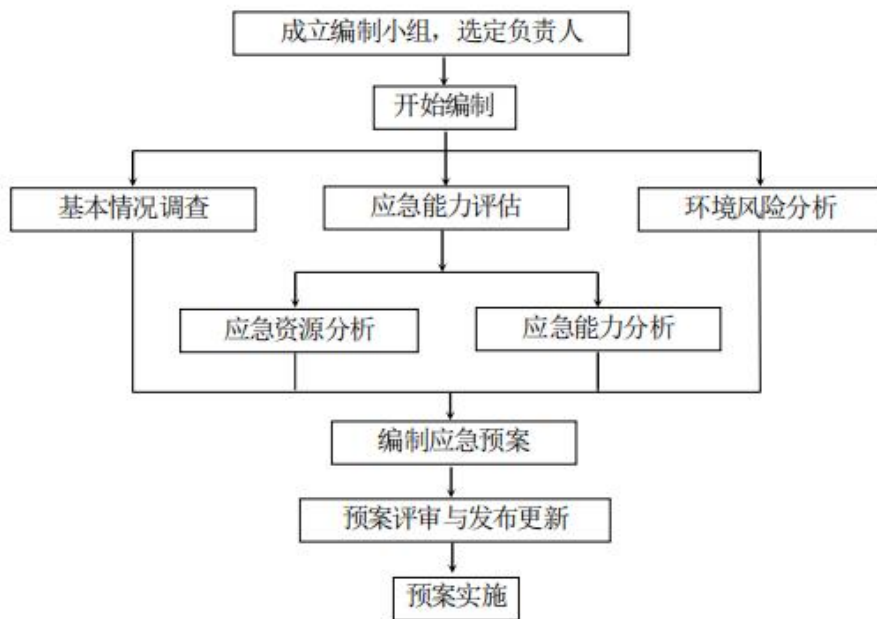 成立编制小组，选定负责人
开始编制
基本情况调查
应急能力评估
环境风险分析
应急资源分析
应急能力分析
编制应急预案
预案评审与发布更新
预案实施